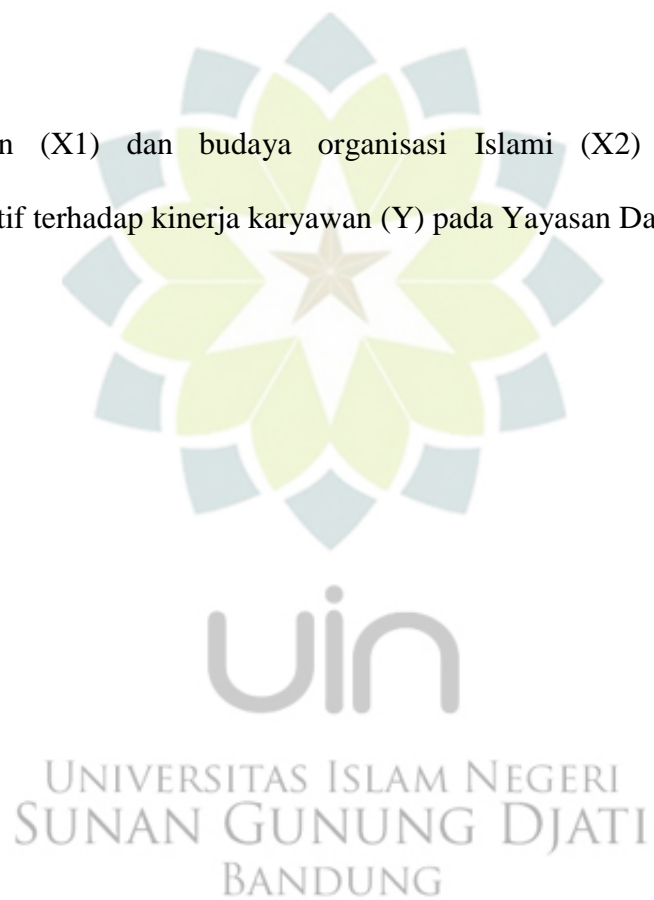 n (X1) dan budaya organisasi Islami (X2)
tif terhadap kinerja karyawan (Y) pada Yayasan Da
uin
UNIVERSITAS ISLAM NEGERI
SUNAN GUNUNG DJATI
BANDUNG